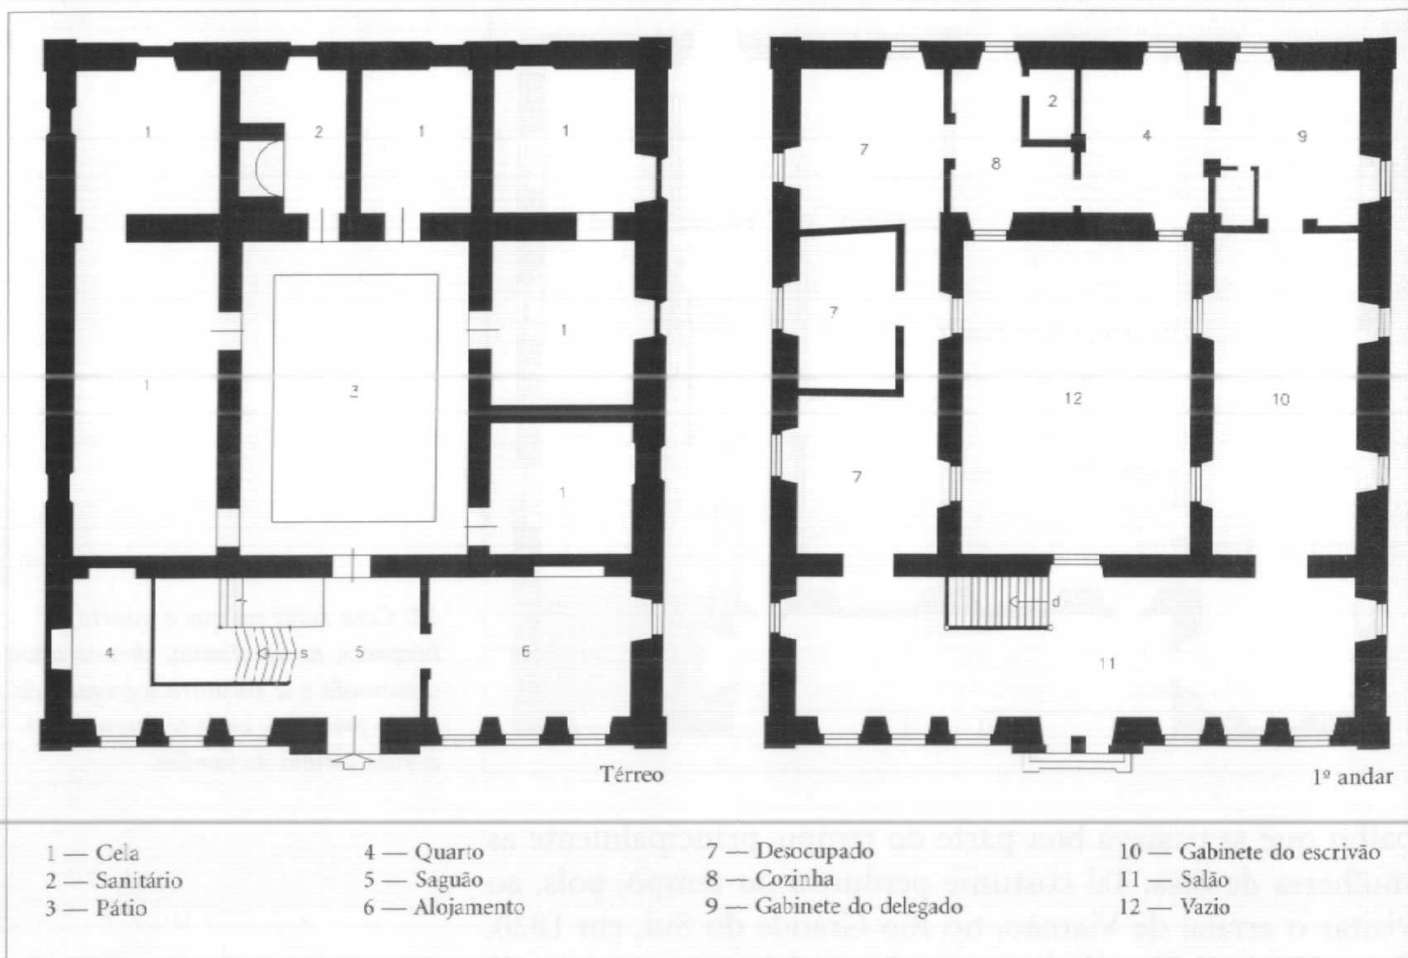 1
2
1
1
1
3
1
1
4
s
5
6
Térreo
7
8
2
4
9
7
7
12
10
d
11
1º andar
1 — Cela
2 — Sanitário
3 — Pátio
4 — Quarto
5 — Saguão
6 — Alojamento
7 — Desocupado
8 — Cozinha
9 — Gabinete do delegado
10 — Gabinete do escrivão
11 — Salão
12 — Vazio